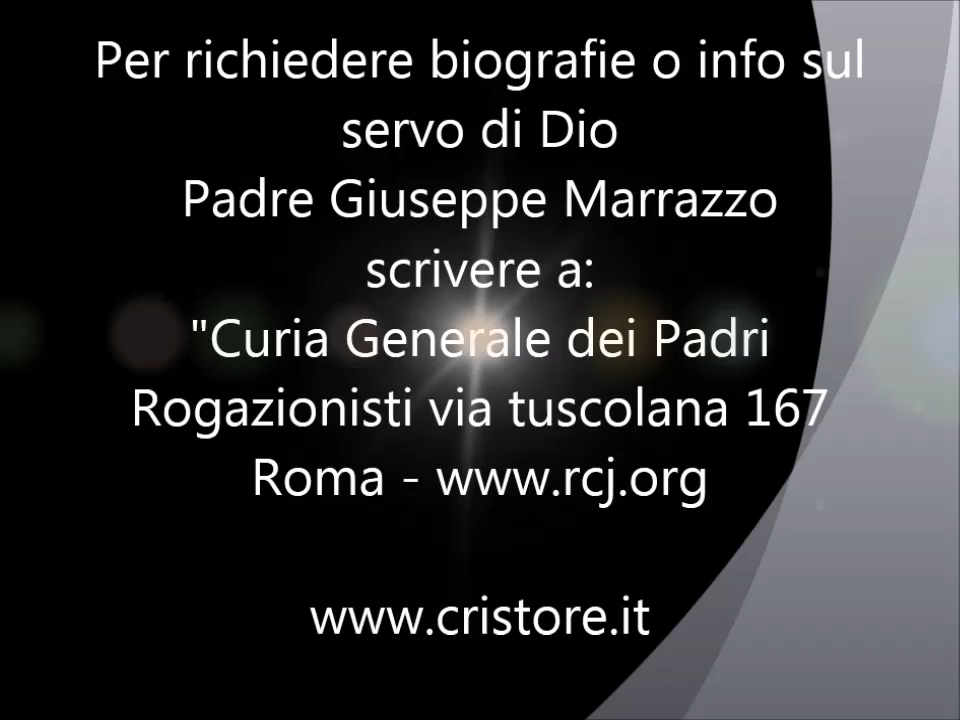 Per richiedere biografie o info sul
servo di Dio
Padre Giuseppe Marrazzo
scrivere a:
"Curia Generale dei Padri
Rogazionisti via tuscolana 167
Roma - www.rcj.org
www.cristore.it